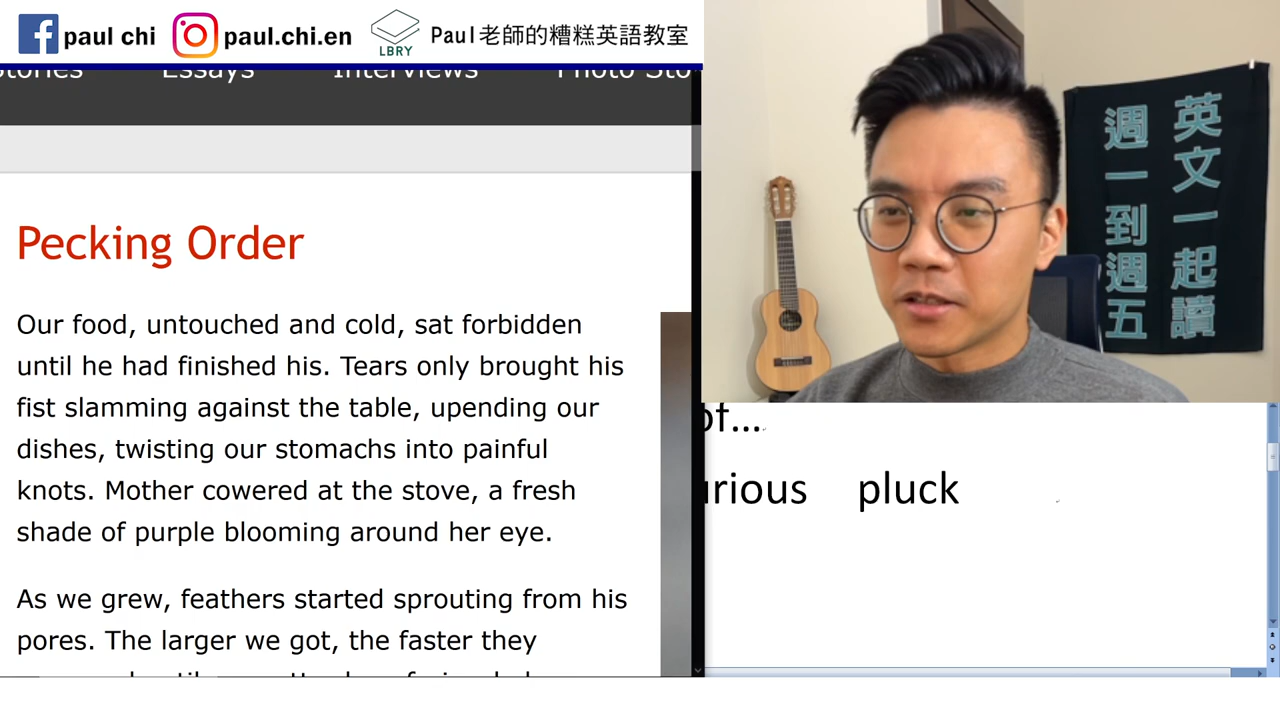 paul chi paul.chi.en LBRY Paul老師的糟糕英語教室
Essays Interviews
Pecking Order
Our food, untouched and cold, sat forbidden
until he had finished his. Tears only brought his
fist slamming against the table, upending our
dishes, twisting our stomachs into painful
knots. Mother cowered at the stove, a fresh
shade of purple blooming around her eye.
As we grew, feathers started sprouting from his
pores. The larger we got, the faster they
英文一起讀
週一到週五
pluck